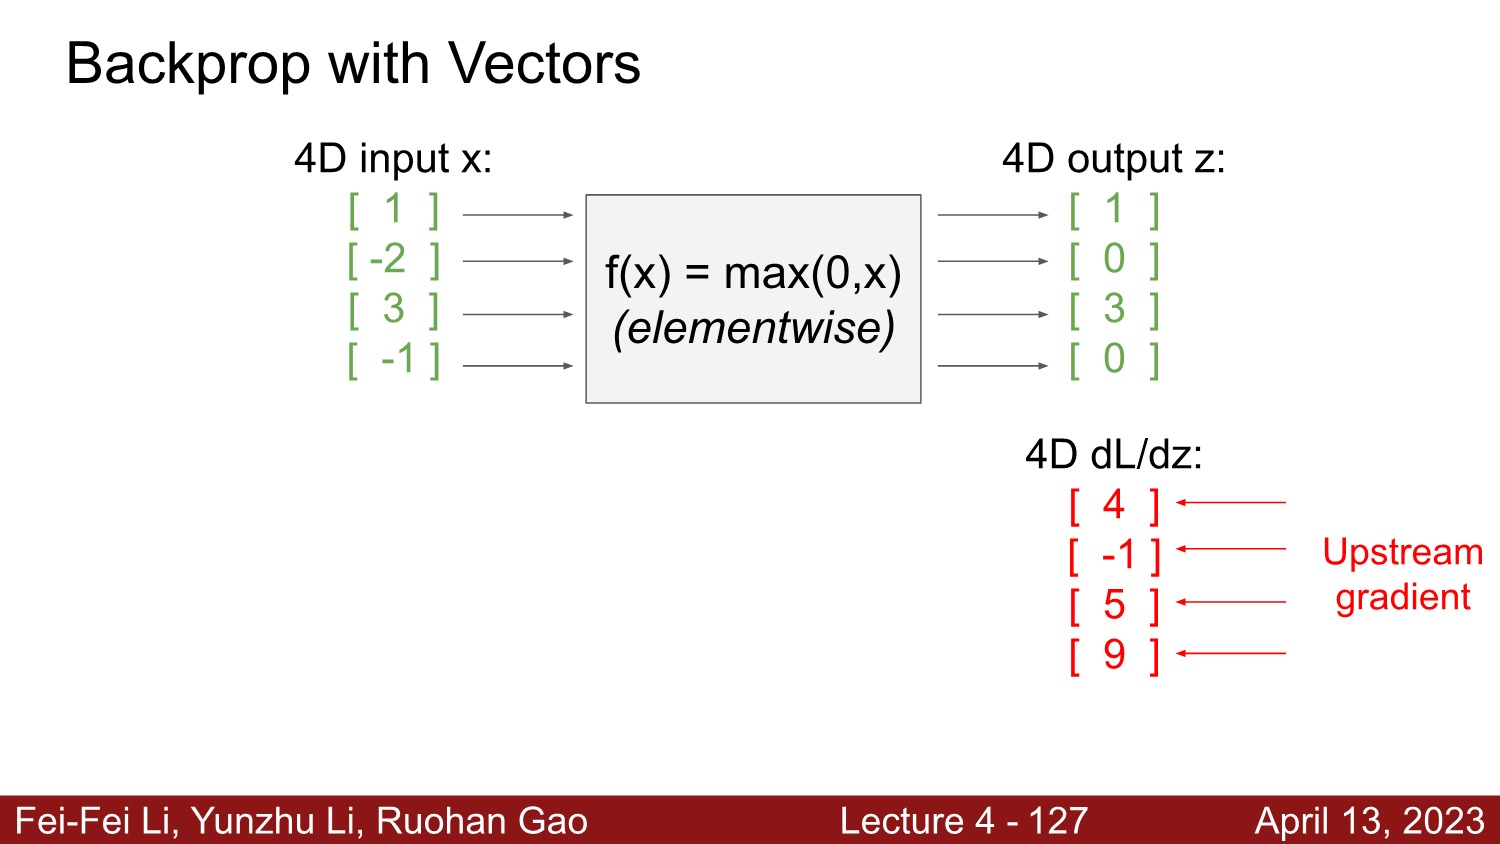 Backprop with Vectors
4D input x:
[ 1 ]
[ -2 ]
[ 3 ]
[ -1 ]
f(x) = max(0,x)
(elementwise)
4D output z:
[ 1 ]
[ 0 ]
[ 3 ]
[ 0 ]
4D dL/dz:
[ 4 ]
[ -1 ]
[ 5 ]
[ 9 ]
Upstream
gradient
Fei-Fei Li, Yunzhu Li, Ruohan Gao
Lecture 4 - 127
April 13, 2023